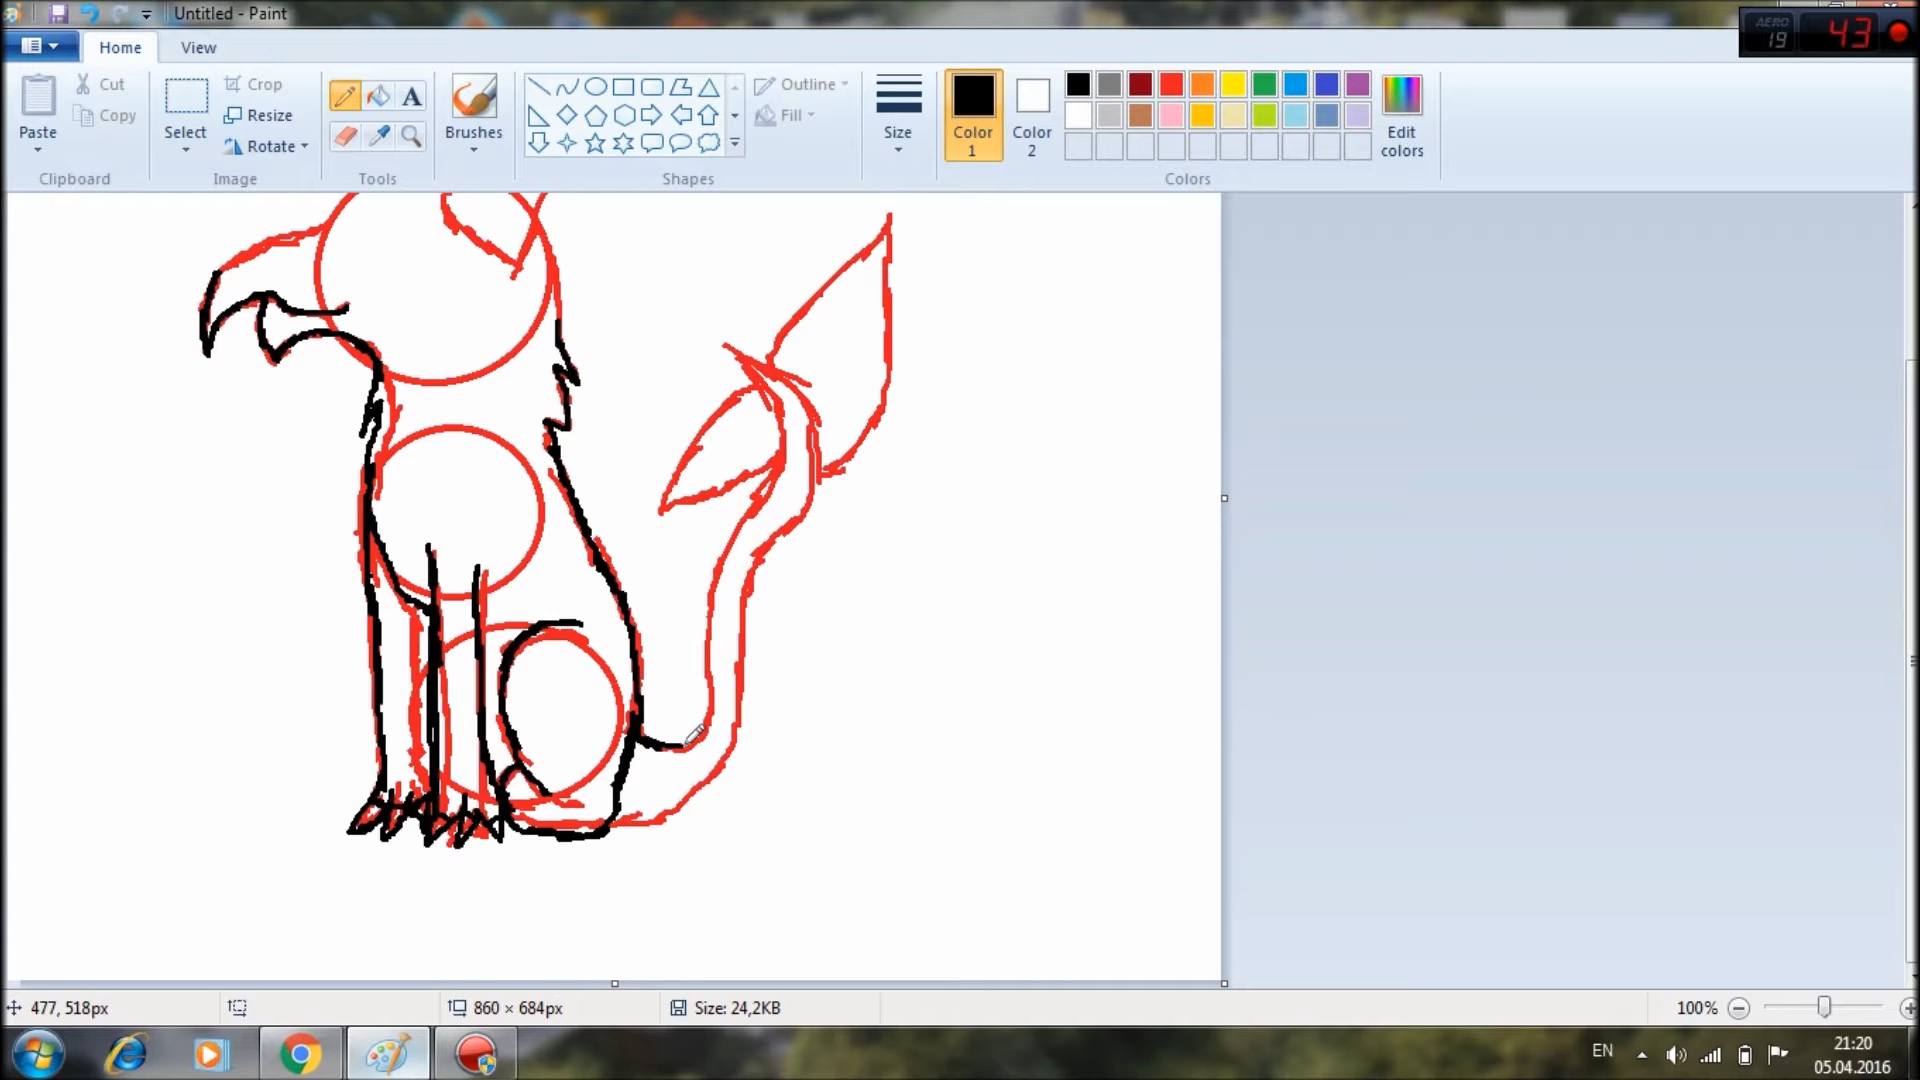 Untitled - Paint
AERO
19
43
Home
View
Paste
Cut
Copy
Clipboard
Select
Crop
Resize
Rotate
Image
A
Tools
Brushes
Shapes
Outline
Fill
Size
Color
1
Color
2
Edit
colors
Colors
477, 518px
860 × 684px
Size: 24,2KB
100%
EN
21:20
05.04.2016